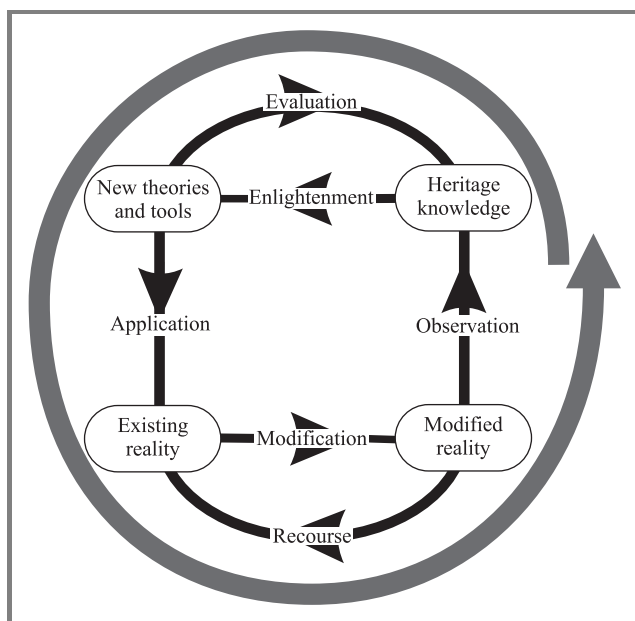 Evaluation
New theories
and tools
Enlightenment
Heritage
knowledge
Application
Observation
Existing
reality
Modification
Modified
reality
Recourse